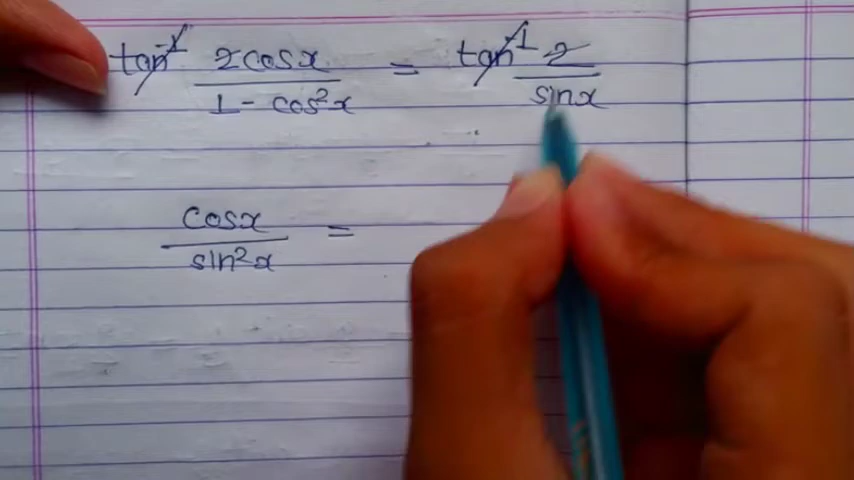 tan⁻¹ 2cosx / 1 - cos²x = tan⁻¹ 2 / sinx
cosx / sin²x =